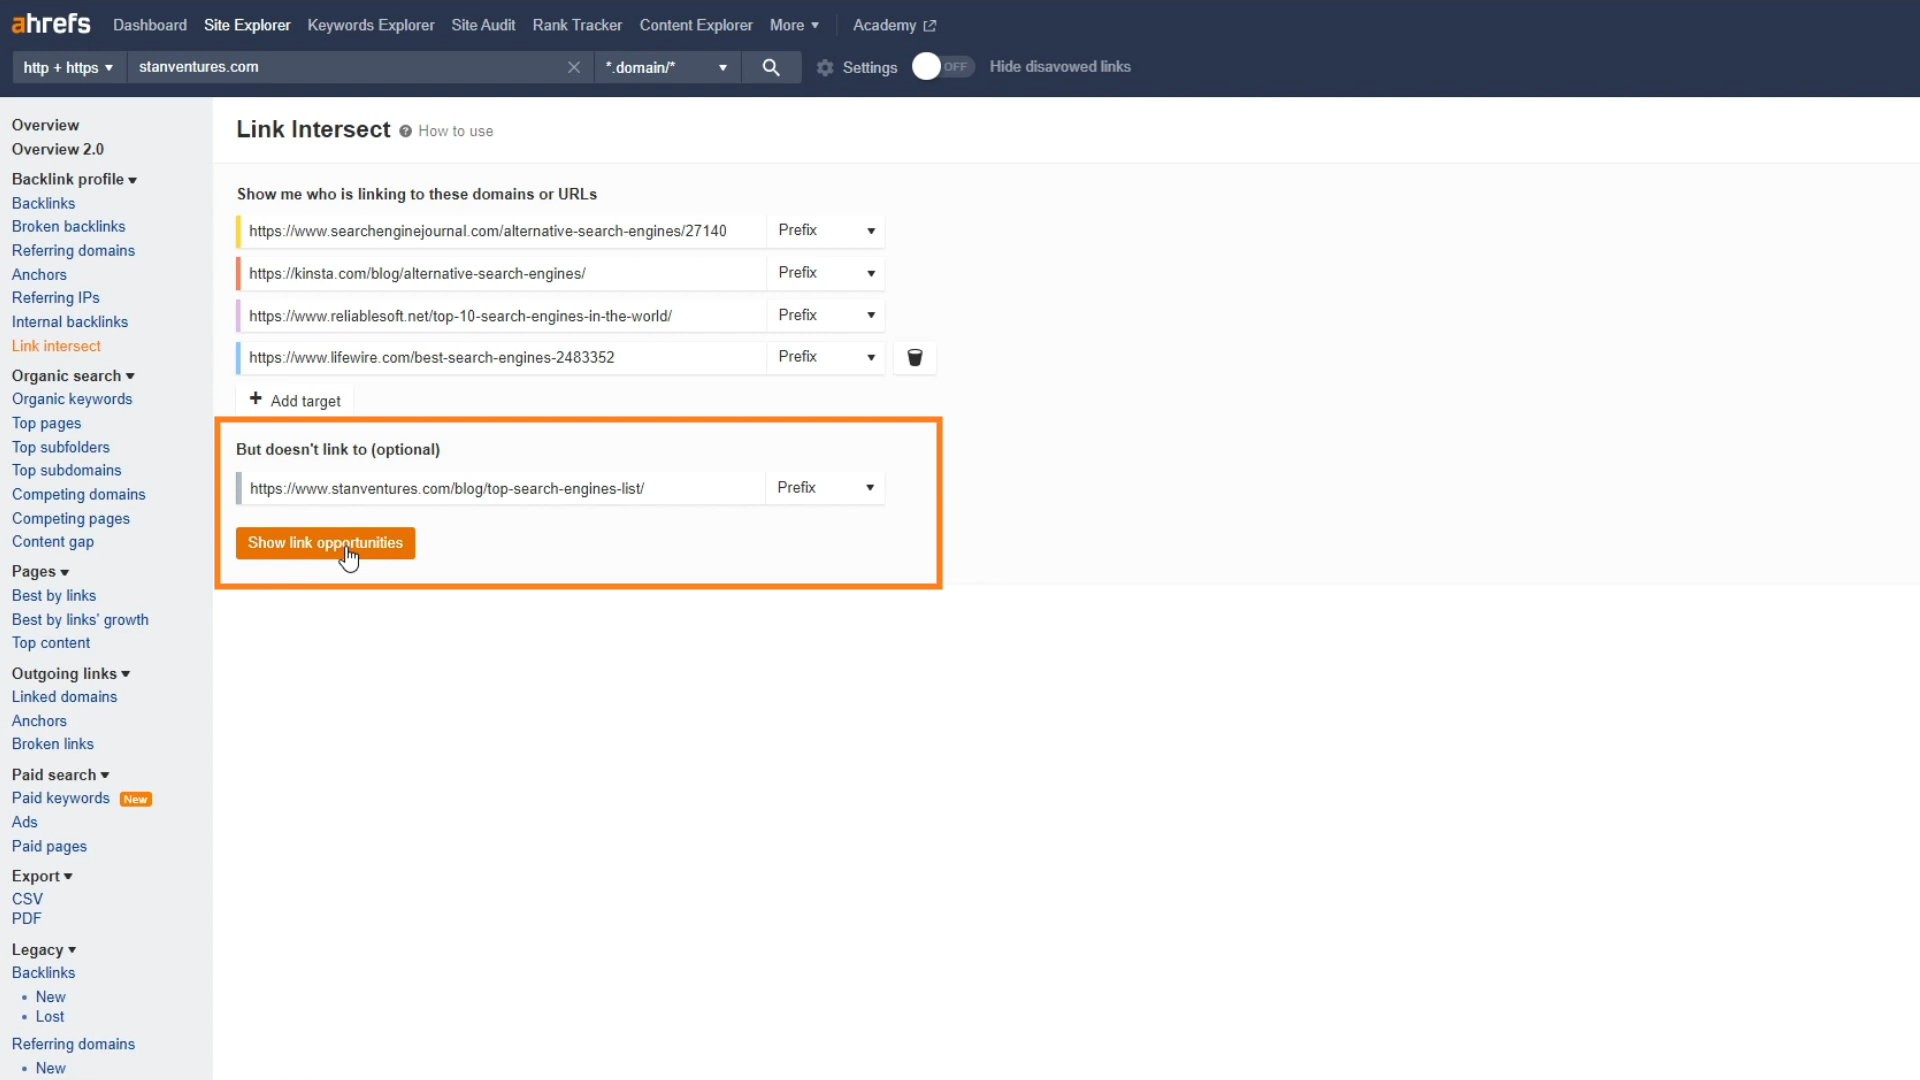 ahrefs Dashboard Site Explorer Keywords Explorer Site Audit Rank Tracker Content Explorer More Academy
http + https stanventures.com *.domain/* Settings OFF Hide disavowed links
Overview
Overview 2.0
Backlink profile
Backlinks
Broken backlinks
Referring domains
Anchors
Referring IPs
Internal backlinks
Link intersect
Organic search
Organic keywords
Top pages
Top subfolders
Top subdomains
Competing domains
Competing pages
Content gap
Pages
Best by links
Best by links' growth
Top content
Outgoing links
Linked domains
Anchors
Broken links
Paid search
Paid keywords New
Ads
Paid pages
Export
CSV
PDF
Legacy
Backlinks
• New
• Lost
Referring domains
• New
Link Intersect ? How to use
Show me who is linking to these domains or URLs
https://www.searchenginejournal.com/alternative-search-engines/27140 Prefix
https://kinsta.com/blog/alternative-search-engines/ Prefix
https://www.reliablesoft.net/top-10-search-engines-in-the-world/ Prefix
https://www.lifewire.com/best-search-engines-2483352 Prefix
+ Add target
But doesn't link to (optional)
https://www.stanventures.com/blog/top-search-engines-list/ Prefix
Show link opportunities